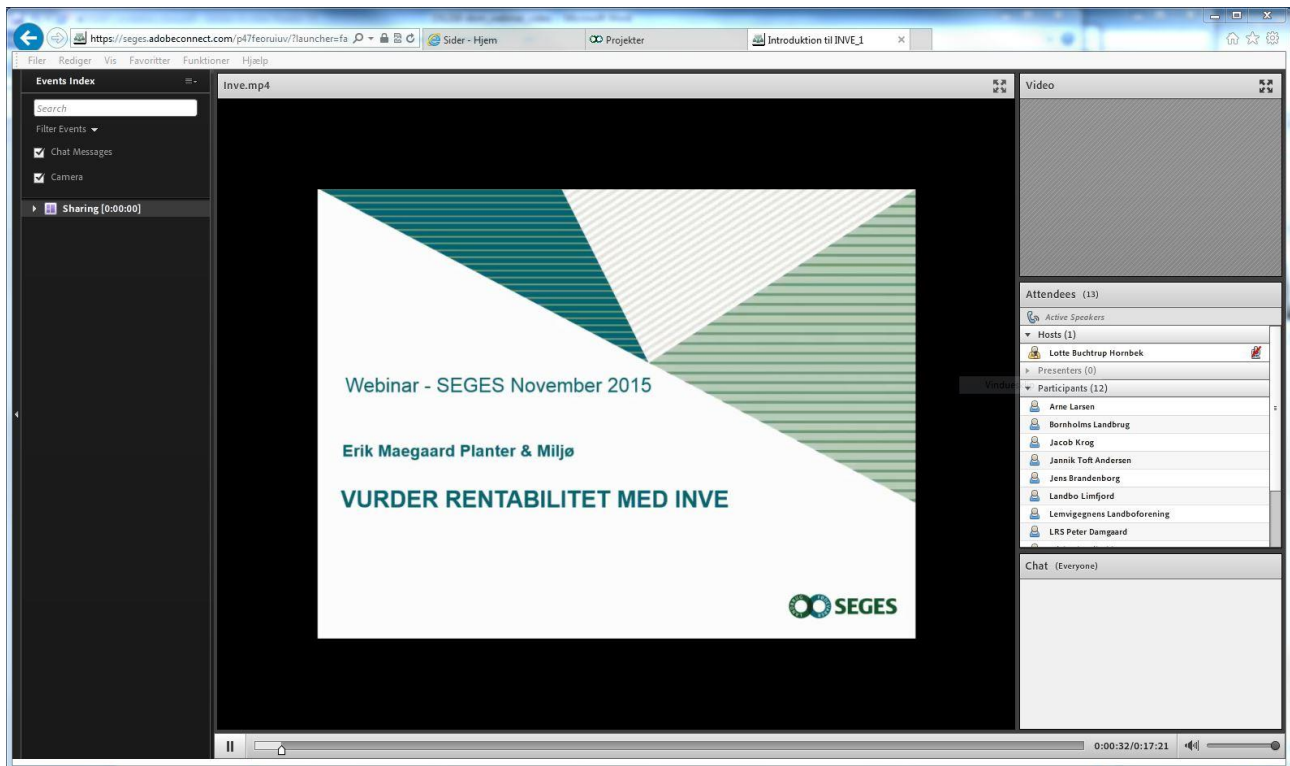 https://seges.adobeconnect.com/p47feoruiuv/?launcher=fa
Sider - Hjem
Projekter
Introduktion til INVE_1
Filer Rediger Vis Favoritter Funktioner Hjælp
Events Index
Search
Filter Events
Chat Messages
Camera
Sharing [0:00:00]
Inve.mp4
Webinar - SEGES November 2015
Erik Maegaard Planter & Miljø
VURDER RENTABILITET MED INVE
SEGES
0:00:32/0:17:21
Video
Attendees (13)
Active Speakers
Hosts (1)
Lotte Buchtrup Hornbek
Presenters (0)
Participants (12)
Arne Larsen
Bornholms Landbrug
Jacob Krog
Jannik Toft Andersen
Jens Brandenborg
Landbo Limfjord
Lemvigegnens Landboforening
LRS Peter Damgaard
Chat (Everyone)